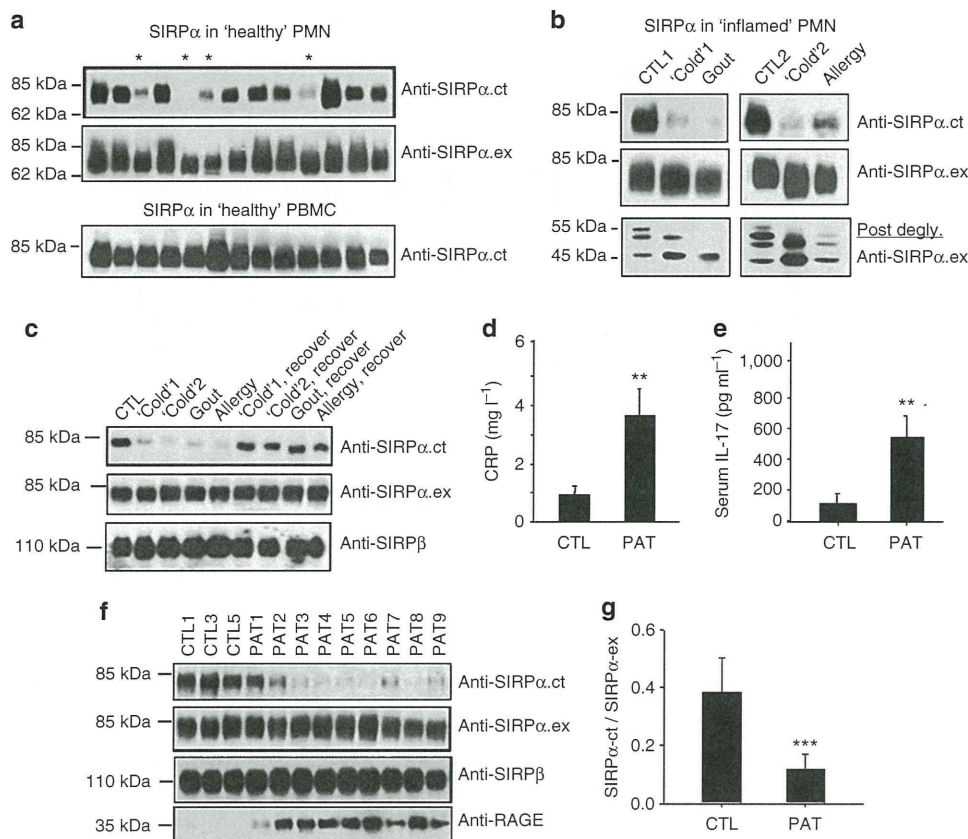 a
SIRPα in 'healthy' PMN
* * * *
85 kDa
62 kDa
Anti-SIRPα.ct
85 kDa
62 kDa
Anti-SIRPα.ex
SIRPα in 'healthy' PBMC
85 kDa
Anti-SIRPα.ct
b
SIRPα in 'inflamed' PMN
CTL1
'Cold'1
Gout
CTL2
'Cold'2
Allergy
85 kDa
Anti-SIRPα.ct
85 kDa
Anti-SIRPα.ex
55 kDa
45 kDa
Post degly.
Anti-SIRPα.ex
c
CTL
'Cold'1
'Cold'2
Gout
Allergy
'Cold'1, recover
'Cold'2, recover
Gout, recover
Allergy, recover
85 kDa
Anti-SIRPα.ct
85 kDa
Anti-SIRPα.ex
110 kDa
Anti-SIRPβ
d
CRP (mg l⁻¹)
6
4
2
0
**
CTL
PAT
e
Serum IL-17 (pg ml⁻¹)
1,000
800
600
400
200
0
**
CTL
PAT
f
CTL1
CTL3
CTL5
PAT1
PAT2
PAT3
PAT4
PAT5
PAT6
PAT7
PAT8
PAT9
85 kDa
Anti-SIRPα.ct
85 kDa
Anti-SIRPα.ex
110 kDa
Anti-SIRPβ
35 kDa
Anti-RAGE
g
SIRPα-ct / SIRPα-ex
0.6
0.4
0.2
0.0
***
CTL
PAT